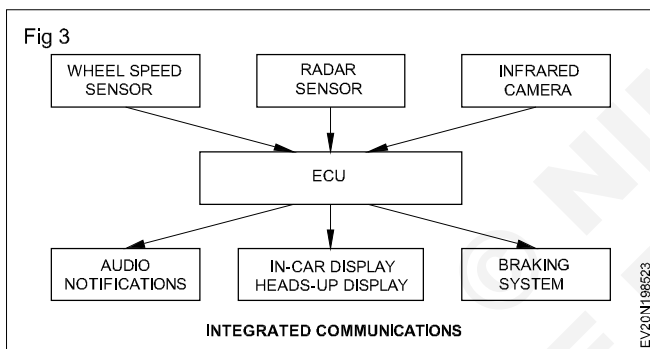 Fig 3
WHEEL SPEED
SENSOR
RADAR
SENSOR
INFRARED
CAMERA
ECU
AUDIO
NOTIFICATIONS
IN-CAR DISPLAY
HEADS-UP DISPLAY
BRAKING
SYSTEM
INTEGRATED COMMUNICATIONS
EV20N198523
© NI